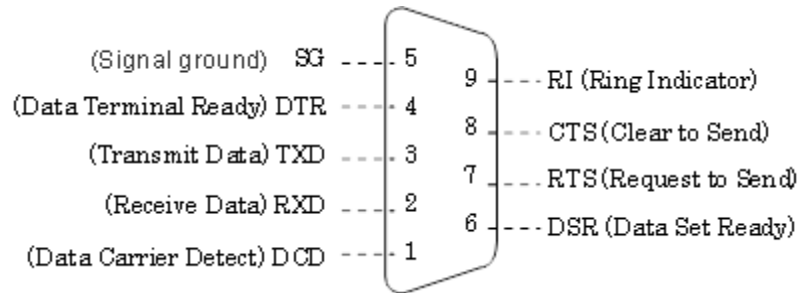 (Signal ground) SG 5
(Data Terminal Ready) DTR 4
(Transmit Data) TXD 3
(Receive Data) RXD 2
(Data Carrier Detect) DCD 1
9 RI (Ring Indicator)
8 CTS (Clear to Send)
7 RTS (Request to Send)
6 DSR (Data Set Ready)